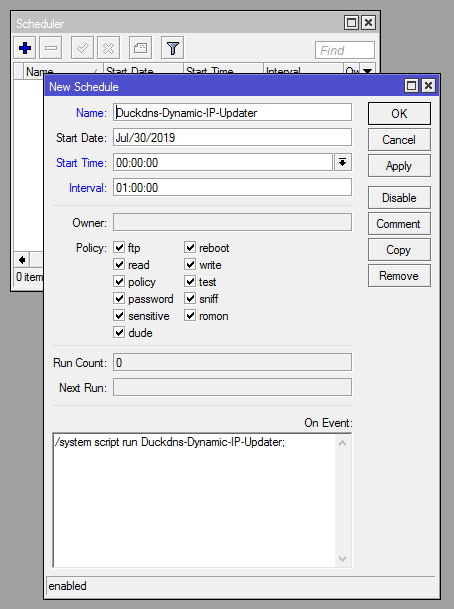 Scheduler
Find
Name Start Date Start Time Interval
New Schedule
Name: Duckdns-Dynamic-IP-Updater OK
Start Date: Jul/30/2019 Cancel
Start Time: 00:00:00 Apply
Interval: 01:00:00
Disable
Owner: Comment
Policy: ftp reboot Copy
read write
policy test Remove
password sniff
sensitive romon
dude
0 item
Run Count: 0
Next Run:
On Event:
/system script run Duckdns-Dynamic-IP-Updater;
enabled